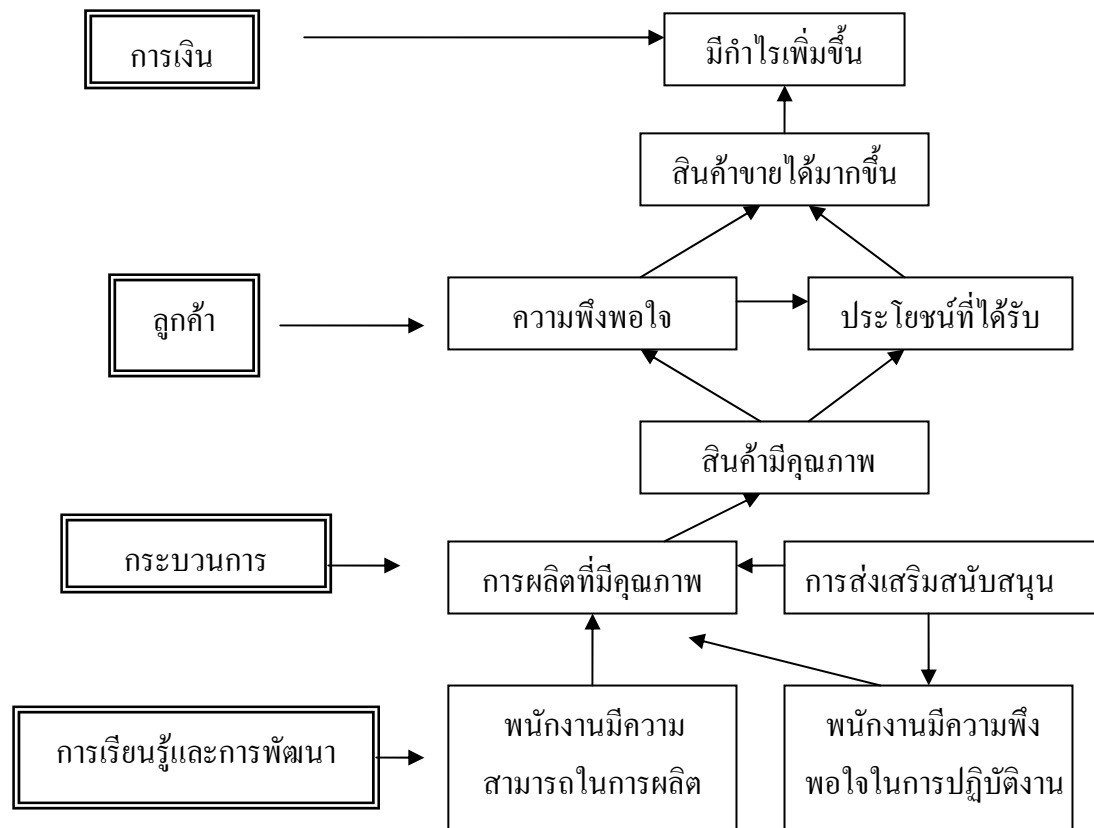 การเงิน
มีกำไรเพิ่มขึ้น
สินค้าขายได้มากขึ้น
ลูกค้า
ความพึงพอใจ
ประโยชน์ที่ได้รับ
สินค้ามีคุณภาพ
กระบวนการ
การผลิตที่มีคุณภาพ
การส่งเสริมสนับสนุน
การเรียนรู้และการพัฒนา
พนักงานมีความ
สามารถในการผลิต
พนักงานมีความพึง
พอใจในการปฏิบัติงาน